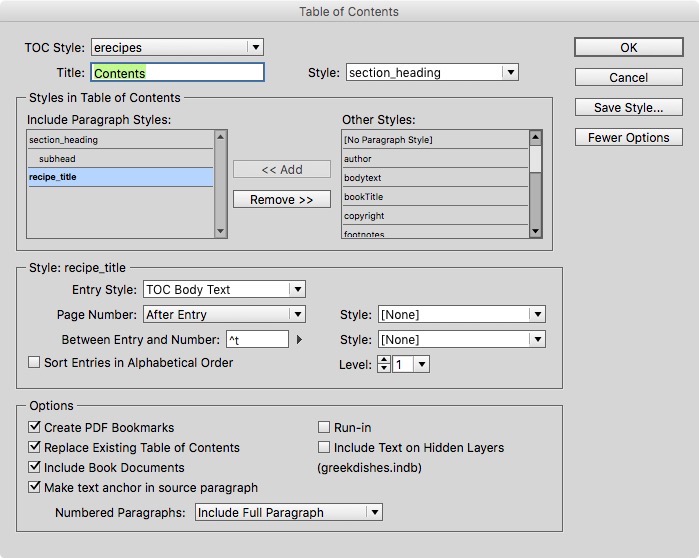 Table of Contents
TOC Style: erecipes
OK
Title: Contents Style: section_heading
Cancel
Styles in Table of Contents
Save Style...
Include Paragraph Styles: Other Styles:
Fewer Options
section_heading [No Paragraph Style]
subhead author
<< Add
recipe_title bodytext
Remove >> bookTitle
copyright
footnotes
Style: recipe_title
Entry Style: TOC Body Text
Page Number: After Entry Style: [None]
Between Entry and Number: ^t Style: [None]
Sort Entries in Alphabetical Order Level: 1
Options
Create PDF Bookmarks Run-in
Replace Existing Table of Contents Include Text on Hidden Layers
Include Book Documents (greekdishes.indb)
Make text anchor in source paragraph
Numbered Paragraphs: Include Full Paragraph